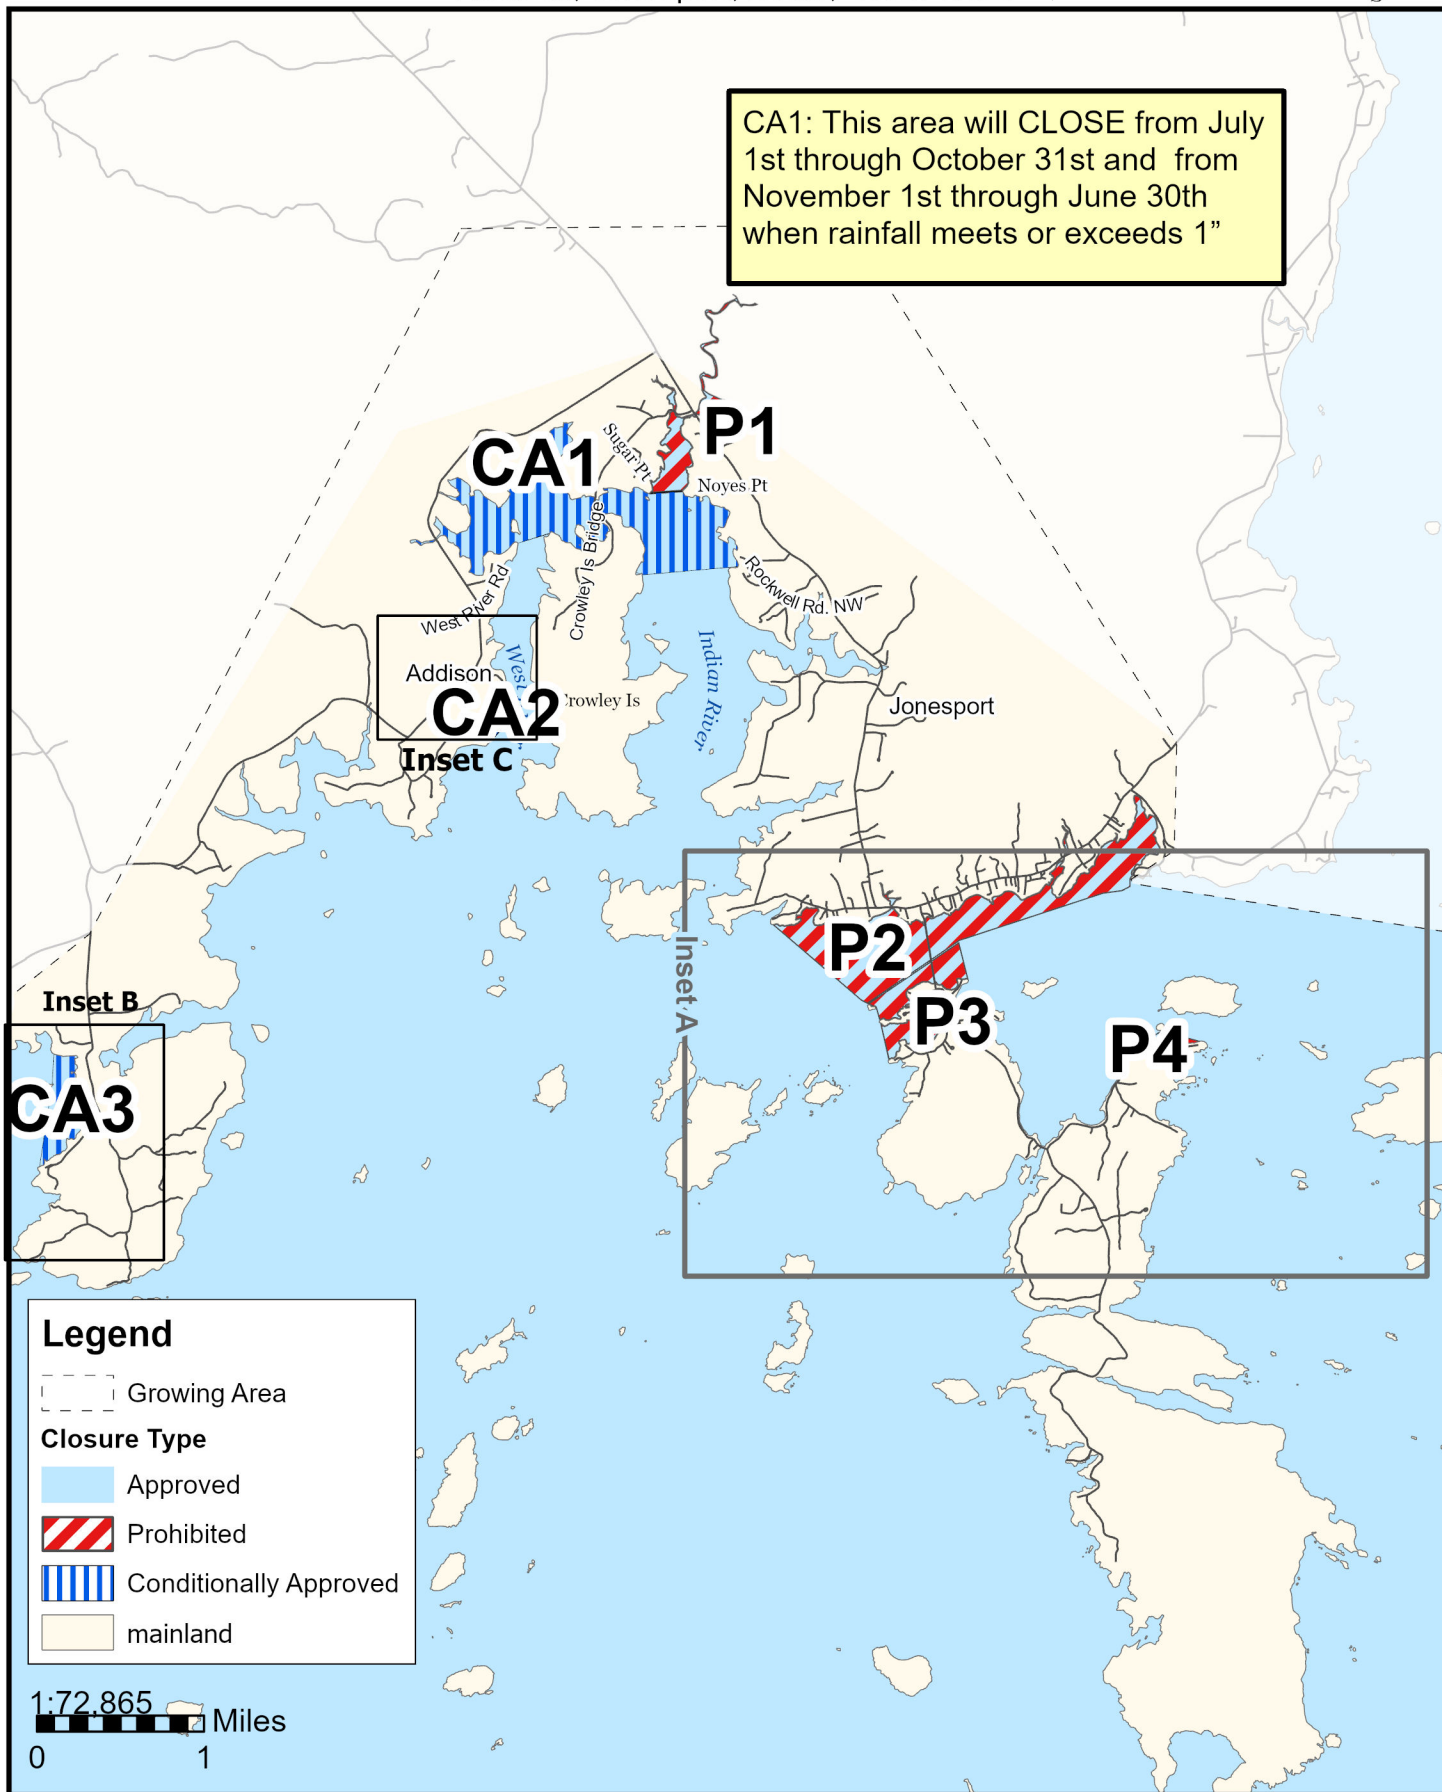 CA1: This area will CLOSE from July
1st through October 31st and from
November 1st through June 30th
when rainfall meets or exceeds 1”
P1
CA1
Sugar Pt
Noyes Pt
Crowley Is Bridge
West River Rd
Rockwell Rd. NW
Addison
West
Indian River
CA2
Crowley Is
Jonesport
Inset C
P2
Inset A
Inset B
P3
P4
CA3
Legend
Growing Area
Closure Type
Approved
Prohibited
Conditionally Approved
mainland
1:72,865
Miles
0 1